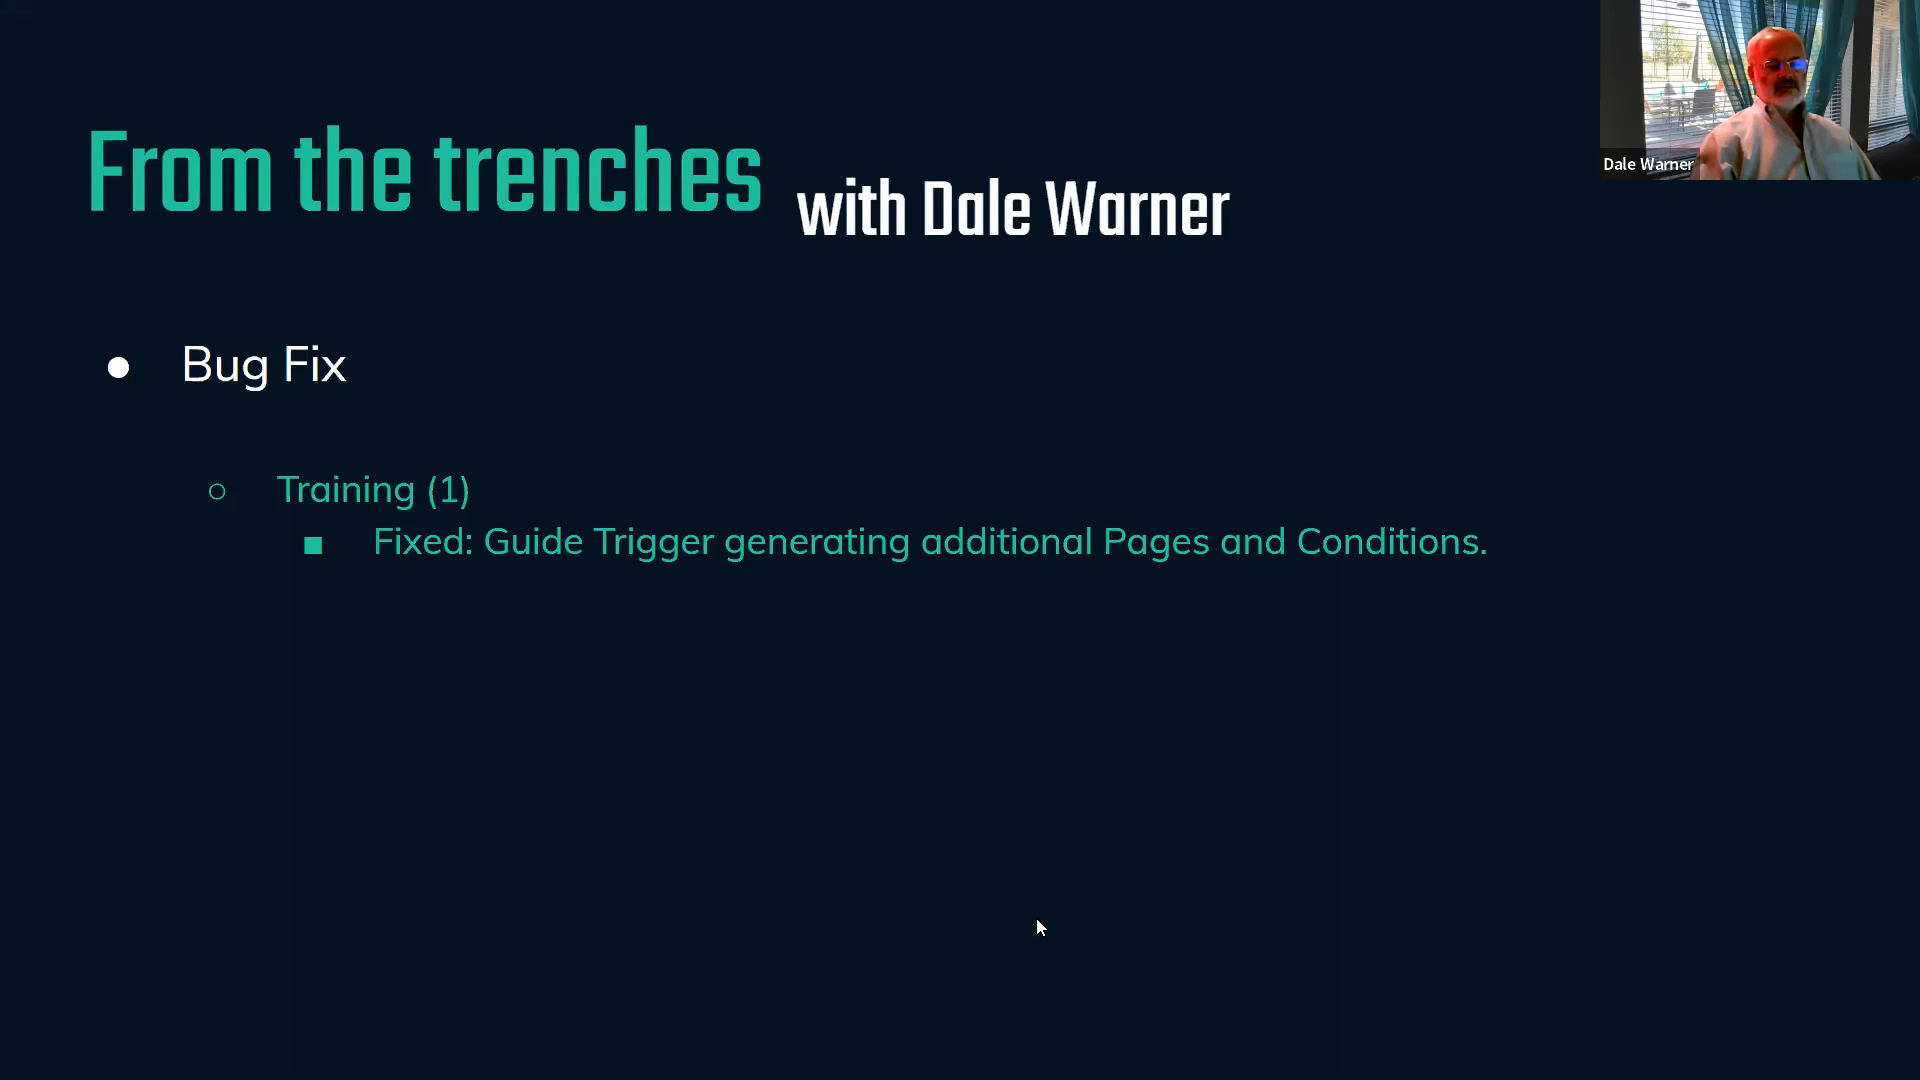 From the trenches with Dale Warner
Dale Warner
● Bug Fix
○ Training (1)
■ Fixed: Guide Trigger generating additional Pages and Conditions.